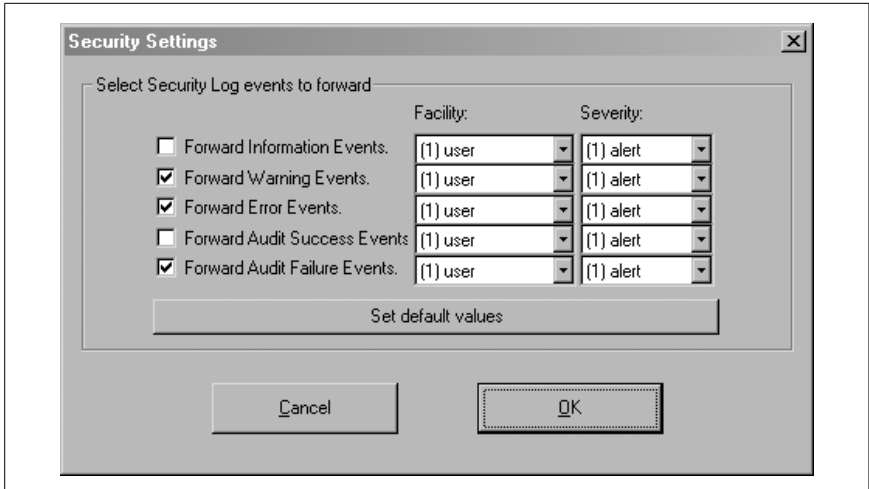 Security Settings
Select Security Log events to forward
Facility: Severity:
Forward Information Events. (1) user (1) alert
Forward Warning Events. (1) user (1) alert
Forward Error Events. (1) user (1) alert
Forward Audit Success Events (1) user (1) alert
Forward Audit Failure Events. (1) user (1) alert
Set default values
Cancel OK